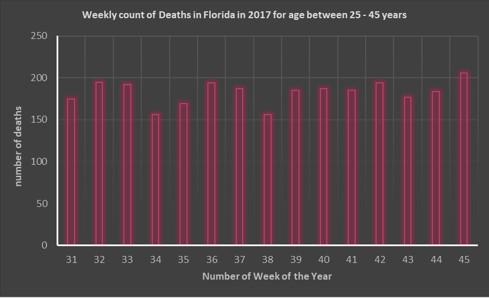 Weekly count of Deaths in Florida in 2017 for age between 25 - 45 years
250
200
150
100
50
0
number of deaths
31 32 33 34 35 36 37 38 39 40 41 42 43 44 45
Number of Week of the Year